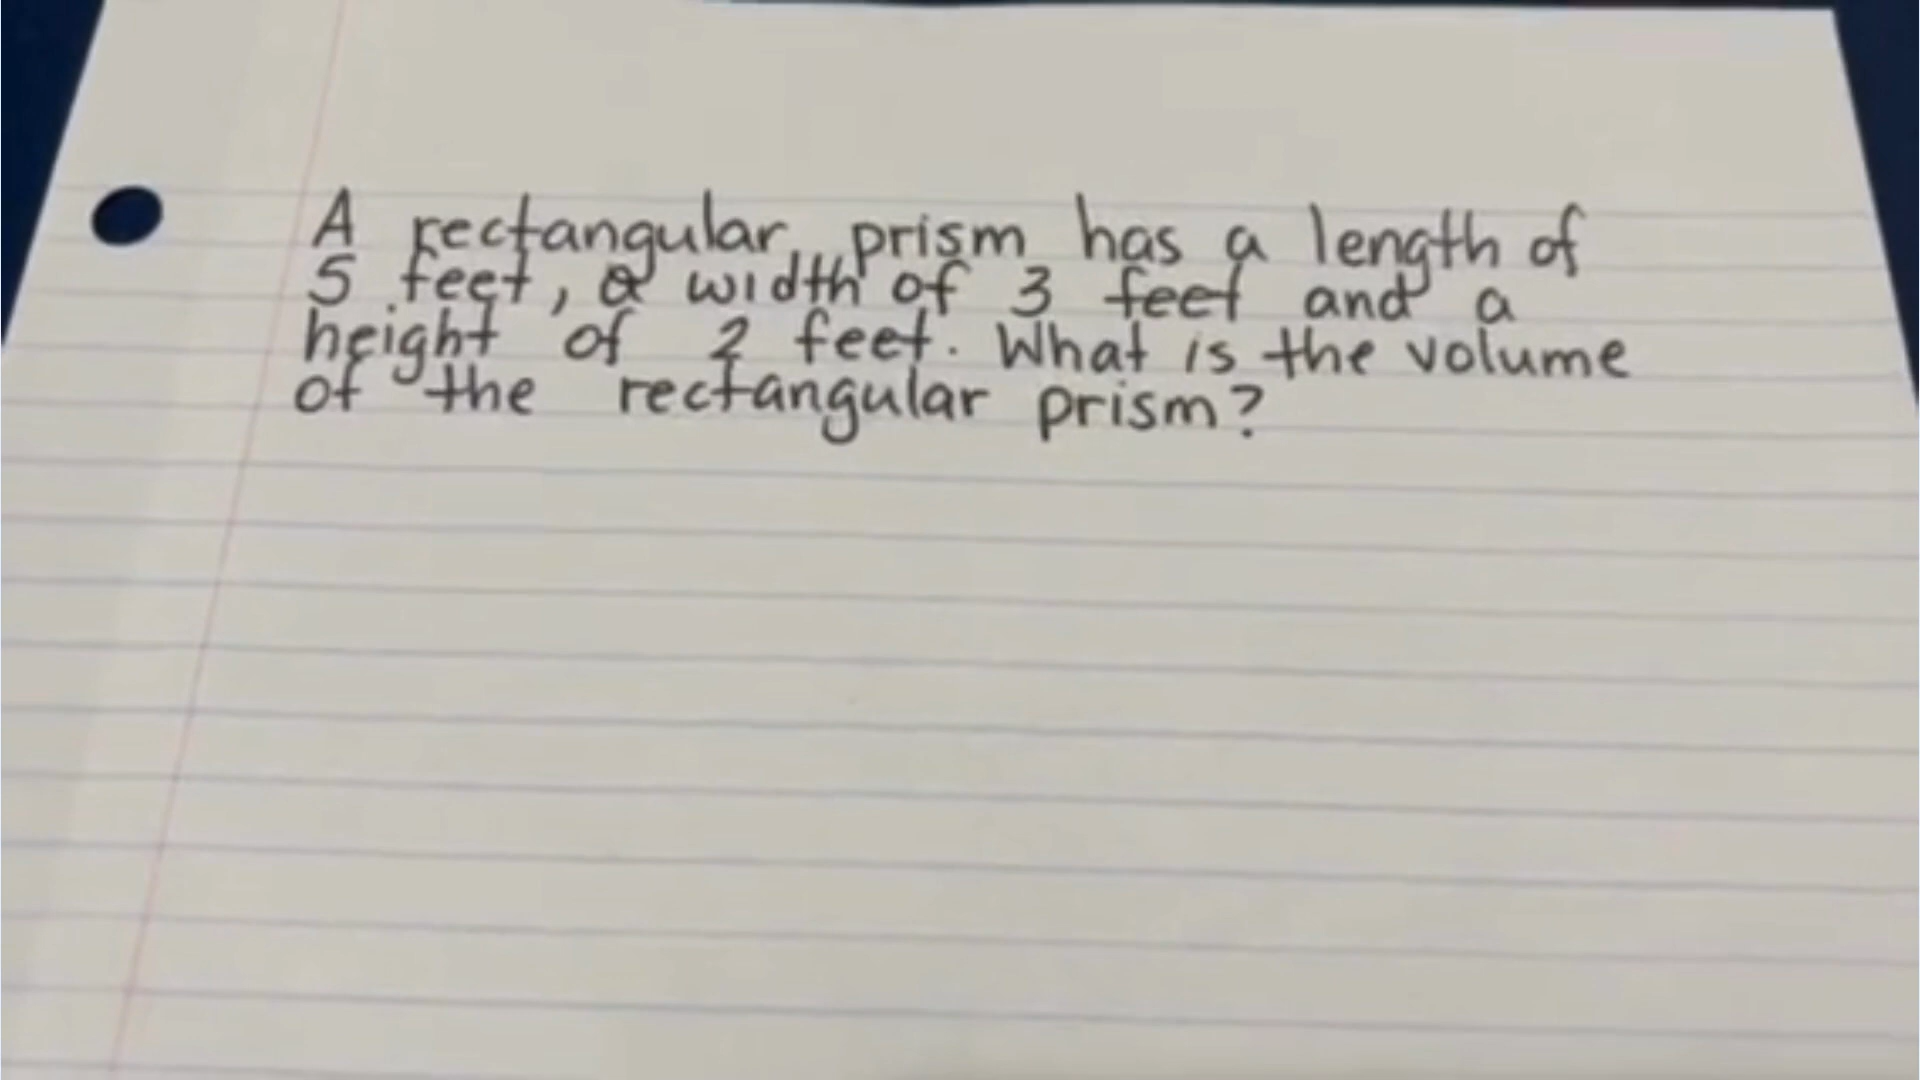 A rectangular prism has a length of
5 feet, a width of 3 feet and a
height of 2 feet. What is the volume
of the rectangular prism?